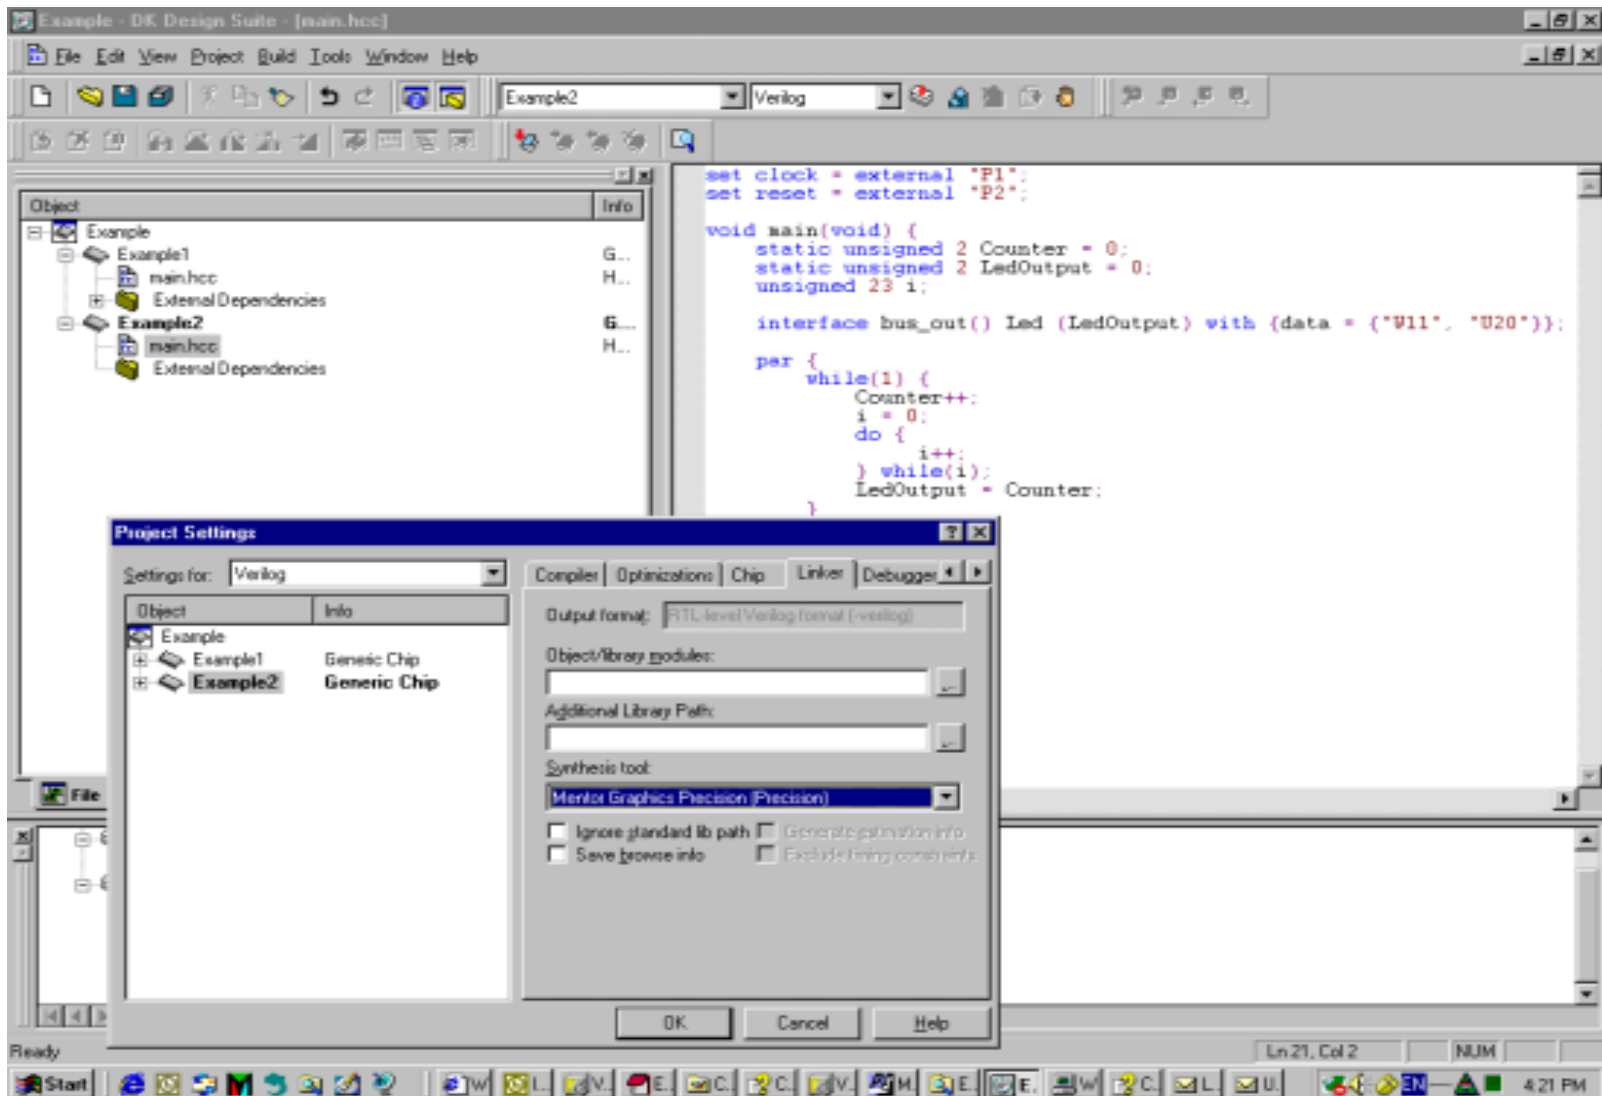 Example - DK Design Suite - [main.hcc]
File Edit View Project Build Tools Window Help
Example2 Verilog
Object Info
Example
Example1 G...
main.hcc H...
External Dependencies
Example2 G...
main.hcc H...
External Dependencies
set clock = external "P1";
set reset = external "P2";
void main(void) {
static unsigned 2 Counter = 0;
static unsigned 2 LedOutput = 0;
unsigned 23 i;
interface bus_out() Led (LedOutput) with {data = {"W11", "U20"}};
par {
while(1) {
Counter++;
i = 0;
do {
i++;
} while(i);
LedOutput = Counter;
}
File
Project Settings
Settings for: Verilog
Object Info
Example
Example1 Generic Chip
Example2 Generic Chip
Compiler Optimizations Chip Linker Debugger
Output format: RTL-level Verilog format (-verilog)
Object/library modules:
...
Additional Library Path:
...
Synthesis tool:
Mentor Graphics Precision (Precision)
Ignore standard lib path Generate estimation info
Save browse info Exclude timing constraints
OK Cancel Help
Ready Ln 21, Col 2 NUM
Start W I... V... E... C... C... V... M... E... E... W C... L... U... EN 4:21 PM